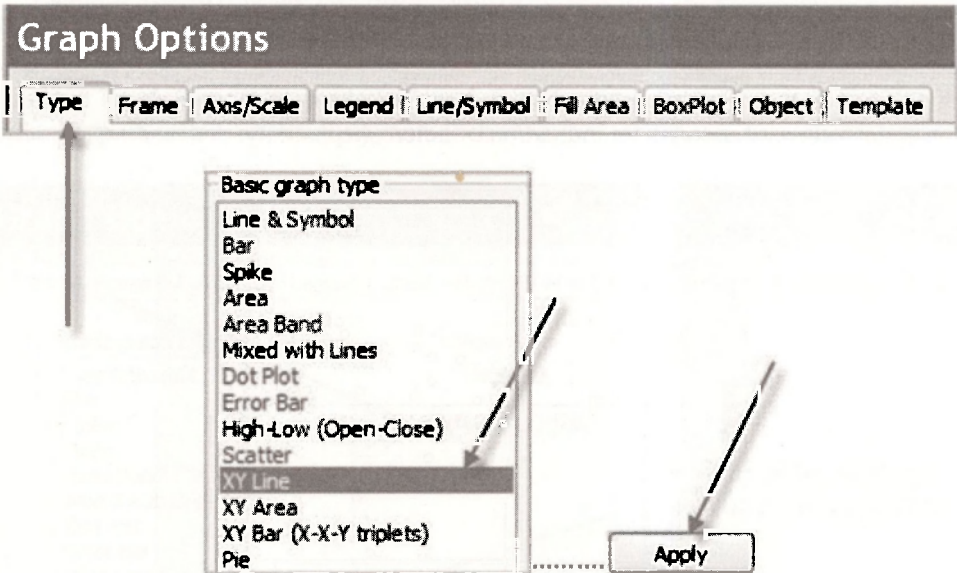 Graph Options
Type Frame Axis/Scale Legend Line/Symbol Fill Area BoxPlot Object Template
Basic graph type
Line & Symbol
Bar
Spike
Area
Area Band
Mixed with Lines
Dot Plot
Error Bar
High-Low (Open-Close)
Scatter
XY Line
XY Area
XY Bar (X-X-Y triplets)
Pie
Apply